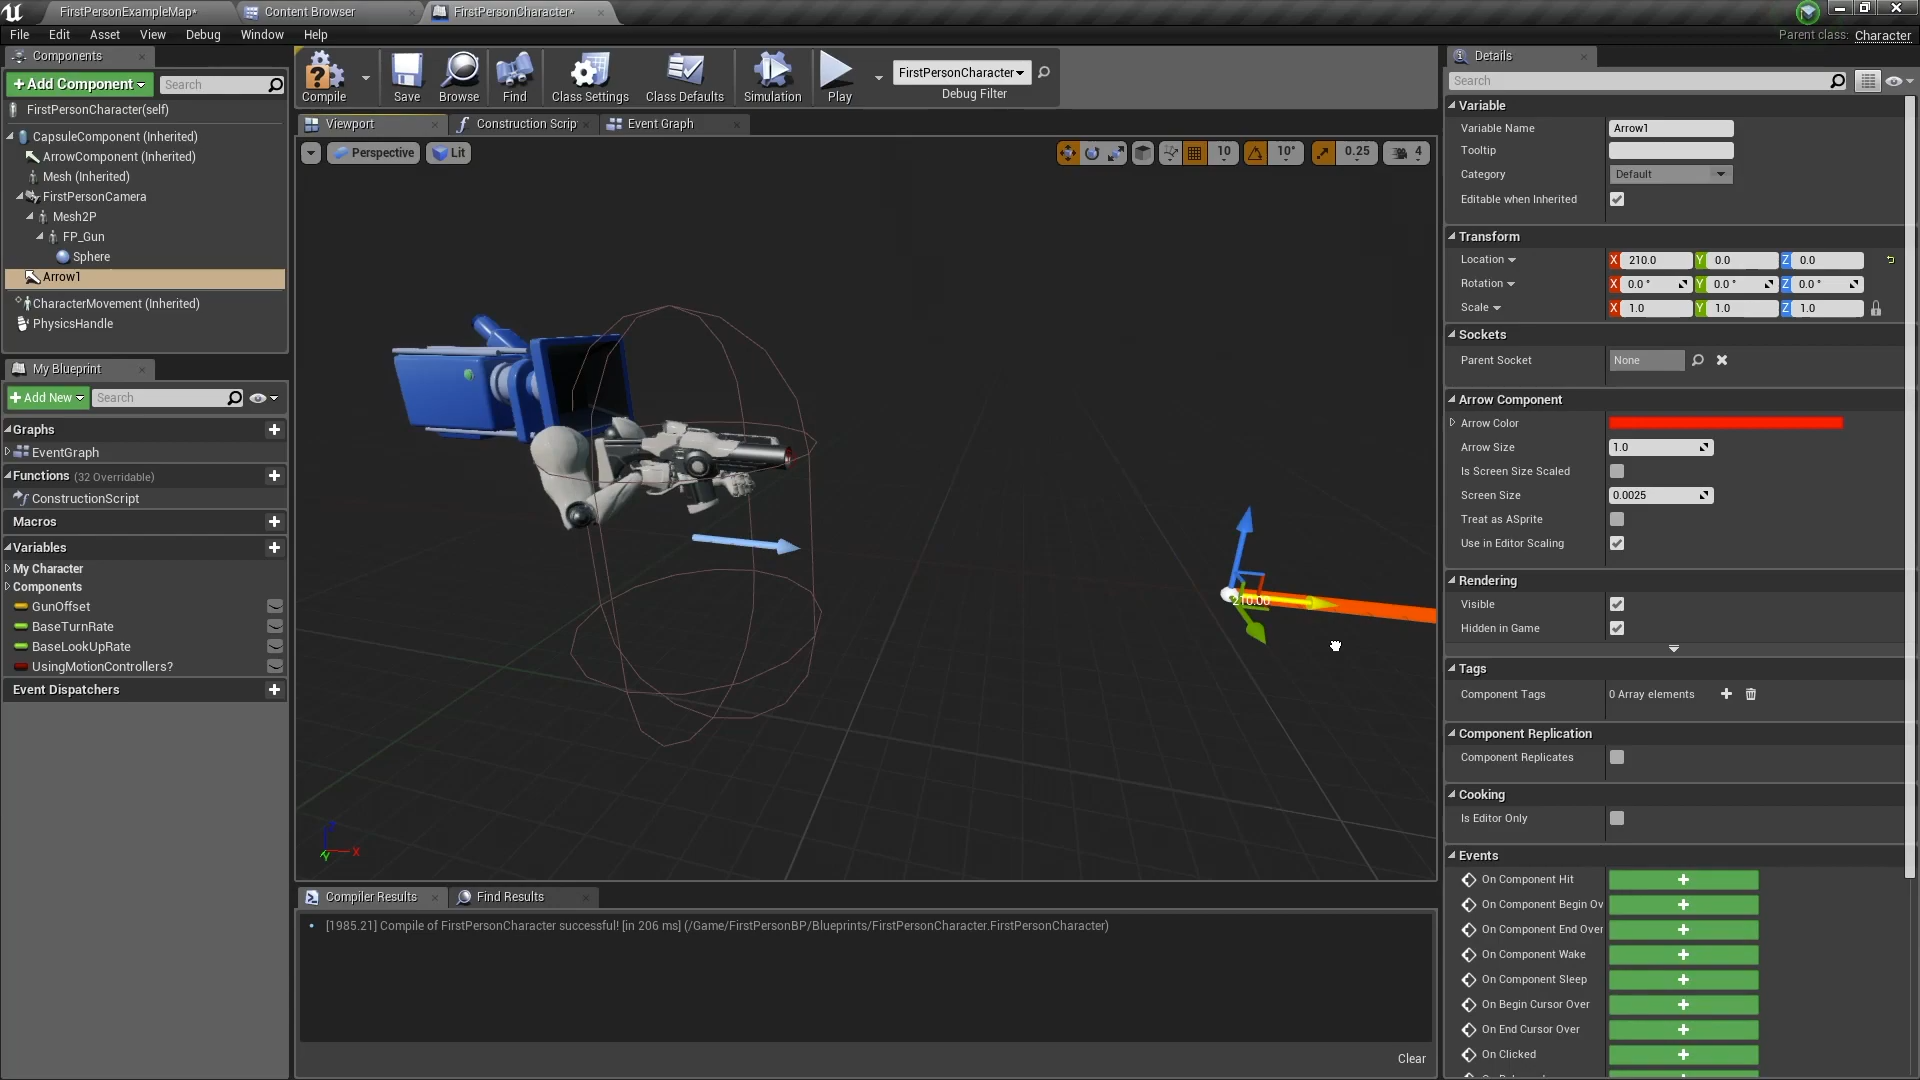 FirstPersonExampleMap*
Content Browser
FirstPersonCharacter*
File Edit Asset View Debug Window Help
Parent class: Character
Components
+Add Component
Search
FirstPersonCharacter(self)
CapsuleComponent (Inherited)
ArrowComponent (Inherited)
Mesh (Inherited)
FirstPersonCamera
Mesh2P
FP_Gun
Sphere
Arrow1
CharacterMovement (Inherited)
PhysicsHandle
My Blueprint
+Add New
Search
Graphs
EventGraph
Functions (32 Overridable)
ConstructionScript
Macros
Variables
My Character
Components
GunOffset
BaseTurnRate
BaseLookUpRate
UsingMotionControllers?
Event Dispatchers
Compile
Save
Browse
Find
Class Settings
Class Defaults
Simulation
Play
FirstPersonCharacter
Debug Filter
Viewport
Construction Scrip
Event Graph
Perspective
Lit
10
10°
0.25
4
210.00
X
Y
Compiler Results
Find Results
[1985.21] Compile of FirstPersonCharacter successful! [in 206 ms] (/Game/FirstPersonBP/Blueprints/FirstPersonCharacter.FirstPersonCharacter)
Clear
Details
Search
Variable
Variable Name Arrow1
Tooltip
Category Default
Editable when Inherited
Transform
Location X 210.0 Y 0.0 Z 0.0
Rotation X 0.0 ° Y 0.0 ° Z 0.0 °
Scale X 1.0 Y 1.0 Z 1.0
Sockets
Parent Socket None
Arrow Component
Arrow Color
Arrow Size 1.0
Is Screen Size Scaled
Screen Size 0.0025
Treat as ASprite
Use in Editor Scaling
Rendering
Visible
Hidden in Game
Tags
Component Tags 0 Array elements
Component Replication
Component Replicates
Cooking
Is Editor Only
Events
On Component Hit
On Component Begin Ov
On Component End Over
On Component Wake
On Component Sleep
On Begin Cursor Over
On End Cursor Over
On Clicked